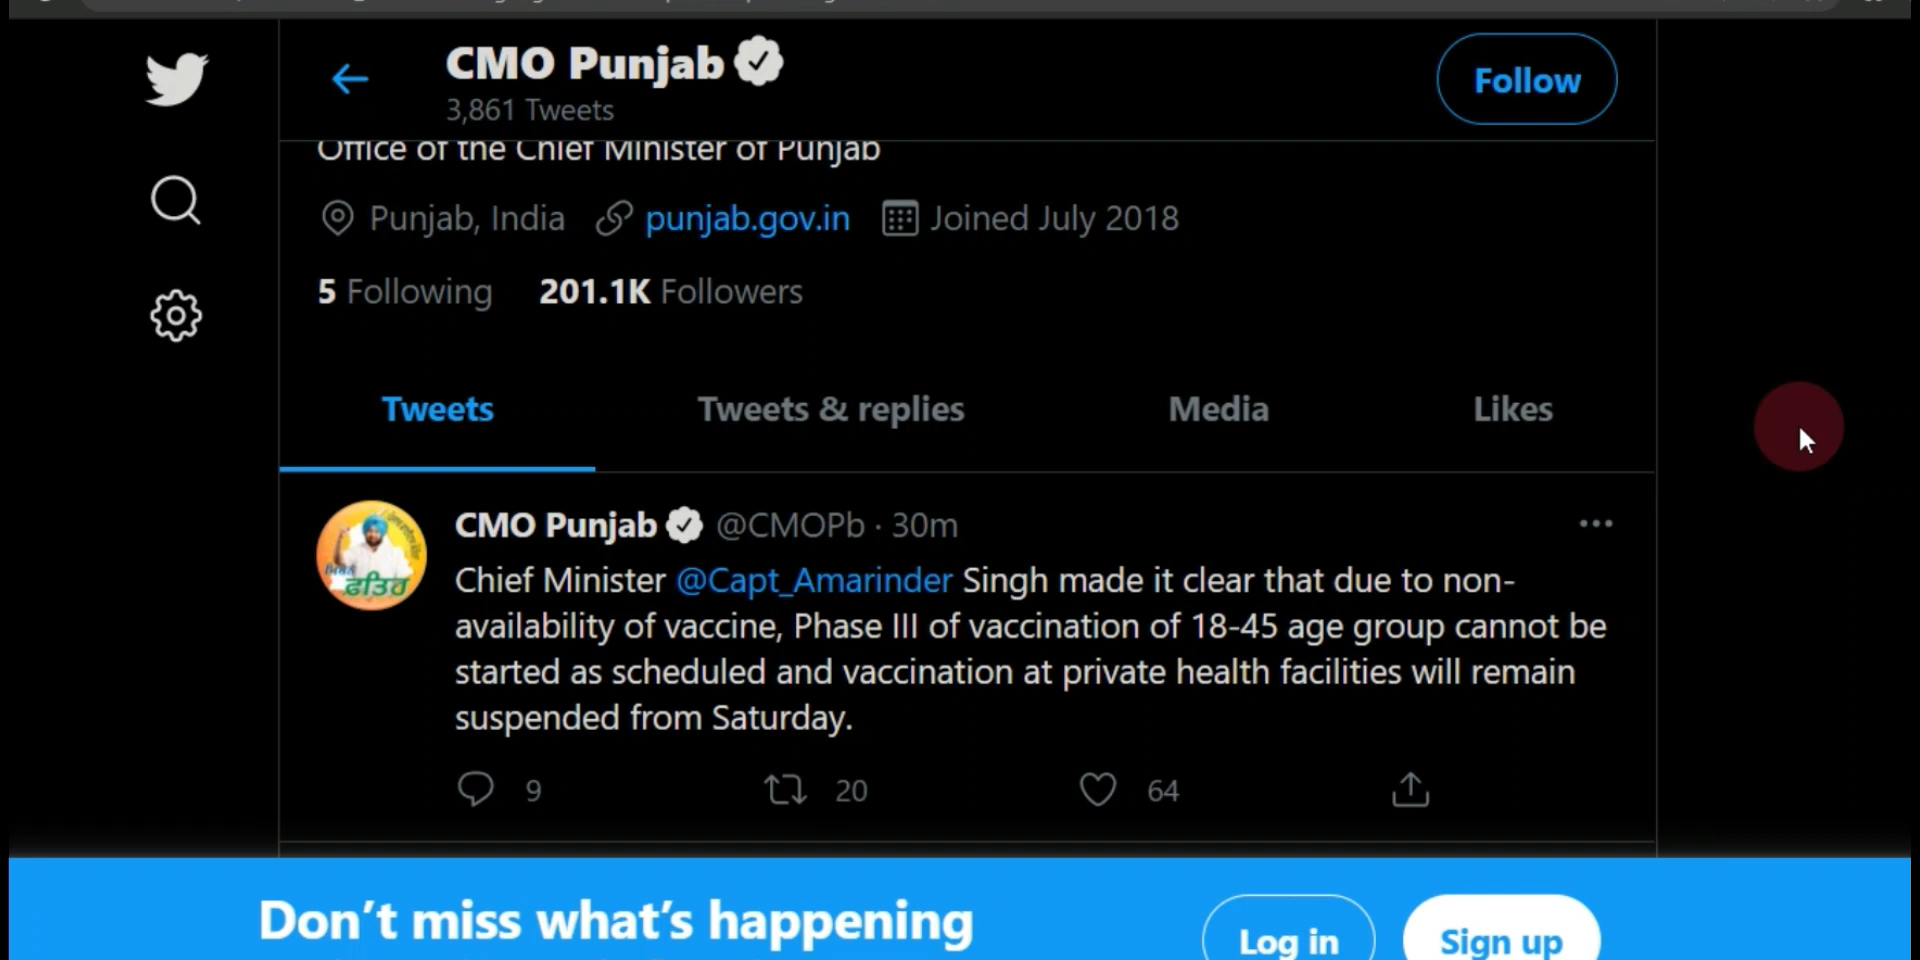 CMO Punjab
3,861 Tweets
Follow
Office of the Chief Minister of Punjab
Punjab, India punjab.gov.in Joined July 2018
5 Following 201.1K Followers
Tweets Tweets & replies Media Likes
CMO Punjab @CMOPb · 30m
Chief Minister @Capt_Amarinder Singh made it clear that due to non-
availability of vaccine, Phase III of vaccination of 18-45 age group cannot be
started as scheduled and vaccination at private health facilities will remain
suspended from Saturday.
9 20 64
ਫਤਿਹ
Don't miss what's happening
Log in Sign up